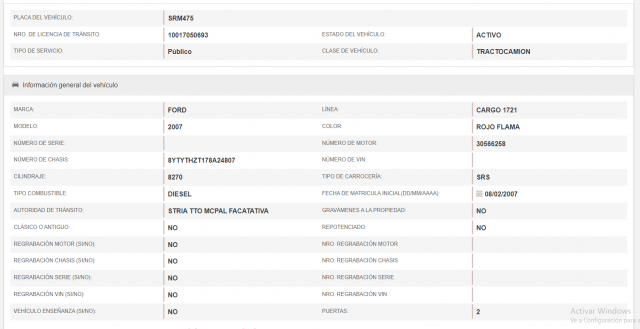 PLACA DEL VEHÍCULO: SRM475
NRO. DE LICENCIA DE TRÁNSITO: 10017050693 ESTADO DEL VEHÍCULO: ACTIVO
TIPO DE SERVICIO: Público CLASE DE VEHÍCULO: TRACTOCAMION
Información general del vehículo
MARCA: FORD LÍNEA: CARGO 1721
MODELO: 2007 COLOR: ROJO FLAMA
NÚMERO DE SERIE: NÚMERO DE MOTOR: 30566258
NÚMERO DE CHASIS: 8YTYTHZT178A24807 NÚMERO DE VIN:
CILINDRAJE: 8270 TIPO DE CARROCERÍA: SRS
TIPO COMBUSTIBLE: DIESEL FECHA DE MATRICULA INICIAL(DD/MM/AAAA): 08/02/2007
AUTORIDAD DE TRÁNSITO: STRIA TTO MCPAL FACATATIVA GRAVÁMENES A LA PROPIEDAD: NO
CLÁSICO O ANTIGUO: NO REPOTENCIADO: NO
REGRABACIÓN MOTOR (SI/NO): NO NRO. REGRABACIÓN MOTOR
REGRABACIÓN CHASIS (SI/NO): NO NRO. REGRABACIÓN CHASIS
REGRABACIÓN SERIE (SI/NO): NO NRO. REGRABACIÓN SERIE
REGRABACIÓN VIN (SI/NO): NO NRO. REGRABACIÓN VIN
VEHÍCULO ENSEÑANZA (SI/NO): NO PUERTAS: 2
Activar Windows
Ve a Configuración para a